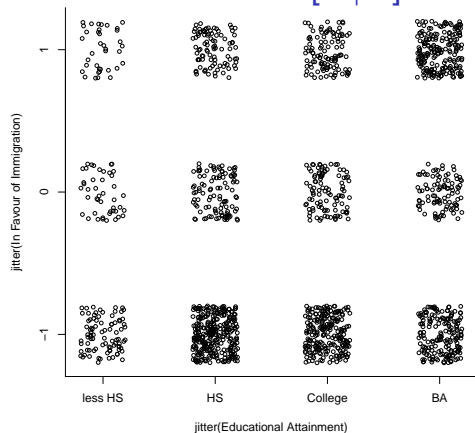 jitter(In Favour of Immigration)
1
0
−1
less HS HS College BA
jitter(Educational Attainment)